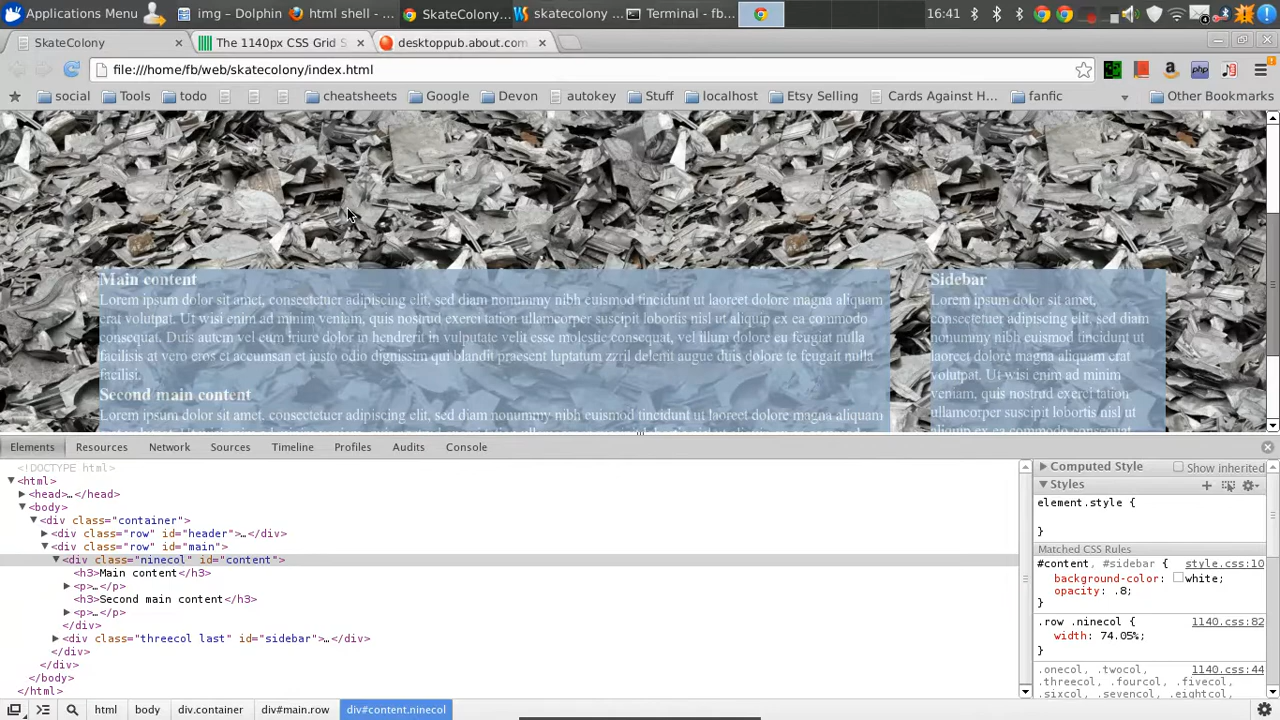 Applications Menu img - Dolphin html shell - ... SkateColony... skatecolony ... Terminal - fb... 16:41
SkateColony × The 1140px CSS Grid S × desktoppub.about.com ×
file:///home/fb/web/skatecolony/index.html
social Tools todo cheatsheets Google Devon autokey Stuff localhost Etsy Selling Cards Against H... fanfic Other Bookmarks
Main content
Lorem ipsum dolor sit amet, consectetuer adipiscing elit, sed diam nonummy nibh euismod tincidunt ut laoreet dolore magna aliquam
erat volutpat. Ut wisi enim ad minim veniam, quis nostrud exerci tation ullamcorper suscipit lobortis nisl ut aliquip ex ea commodo
consequat. Duis autem vel eum iriure dolor in hendrerit in vulputate velit esse molestie consequat, vel illum dolore eu feugiat nulla
facilisis at vero eros et accumsan et iusto odio dignissim qui blandit praesent luptatum zzril delenit augue duis dolore te feugait nulla
facilisi.
Second main content
Lorem ipsum dolor sit amet, consectetuer adipiscing elit, sed diam nonummy nibh euismod tincidunt ut laoreet dolore magna aliquam
Sidebar
Lorem ipsum dolor sit amet,
consectetuer adipiscing elit, sed diam
nonummy nibh euismod tincidunt ut
laoreet dolore magna aliquam erat
volutpat. Ut wisi enim ad minim
veniam, quis nostrud exerci tation
ullamcorper suscipit lobortis nisl ut
aliquip ex ea commodo consequat.
Elements Resources Network Sources Timeline Profiles Audits Console
<!DOCTYPE html>
<html>
<head>…</head>
<body>
<div class="container">
<div class="row" id="header">…</div>
<div class="row" id="main">
<div class="ninecol" id="content">
<h3>Main content</h3>
<p>…</p>
<h3>Second main content</h3>
<p>…</p>
</div>
<div class="threecol last" id="sidebar">…</div>
</div>
</div>
</body>
</html>
Computed Style Show inherited
Styles
element.style {
}
Matched CSS Rules
#content, #sidebar { style.css:10
background-color: white;
opacity: .8;
}
.row .ninecol { 1140.css:82
width: 74.05%;
}
.onecol, .twocol, 1140.css:44
.threecol, .fourcol, .fivecol,
.sixcol, .sevencol, .eightcol,
html body div.container div#main.row div#content.ninecol